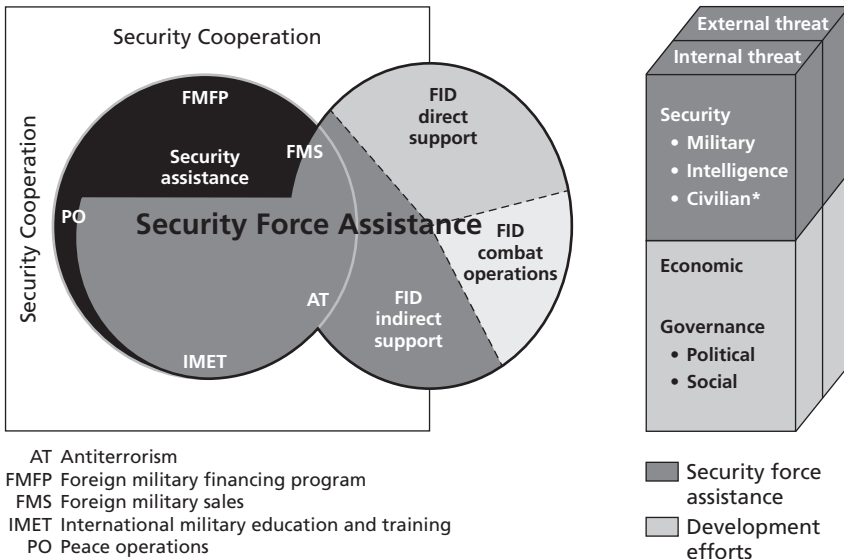 Security Cooperation
Security Cooperation
FMFP
Security
assistance
FMS
PO
Security Force Assistance
AT
IMET
FID
direct
support
FID
combat
operations
FID
indirect
support
External threat
Internal threat
Security
• Military
• Intelligence
• Civilian*
Economic
Governance
• Political
• Social
AT Antiterrorism
FMFP Foreign military financing program
FMS Foreign military sales
IMET International military education and training
PO Peace operations
Security force
assistance
Development
efforts